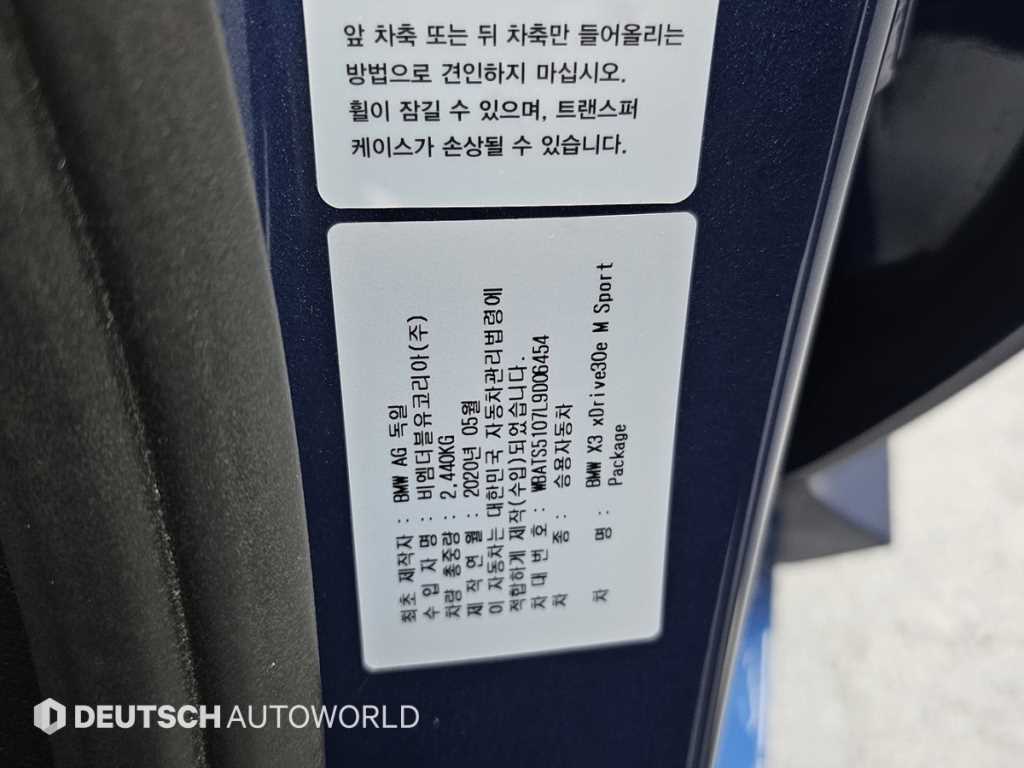 앞 차축 또는 뒤 차축만 들어올리는
방법으로 견인하지 마십시오.
휠이 잠길 수 있으며, 트랜스퍼
케이스가 손상될 수 있습니다.
최초 제작자 : BMW AG 독일
수 입 자 명 : 비엠더블유코리아(주)
차량 총중량 : 2,440KG
제 작 연 월 : 2020년 05월
이 자동차는 대한민국 자동차관리법령에
적합하게 제작(수입)되었습니다.
차 대 번 호 : WBATS5107L9D06454
차 종 : 승용자동차
차 명 : BMW X3 xDrive30e M Sport
Package
DEUTSCH AUTOWORLD